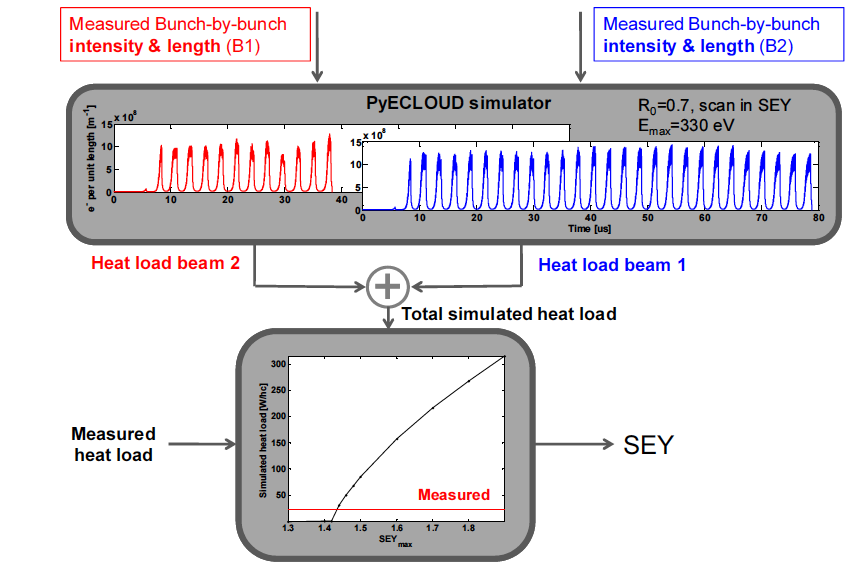 Measured Bunch-by-bunch
intensity & length (B1)
Measured Bunch-by-bunch
intensity & length (B2)
PyECLOUD simulator
R0=0.7, scan in SEY
Emax=330 eV
e- per unit length [m-1]
x 10^8
15
10
5
0
0
10
20
30
40
x 10^8
15
10
5
0
0
10
20
30
40
50
60
70
80
Time [us]
Heat load beam 2
Heat load beam 1
+
Total simulated heat load
Measured
heat load
Simulated heat load [W/hc]
300
250
200
150
100
50
Measured
1.3
1.4
1.5
1.6
1.7
1.8
SEYmax
SEY